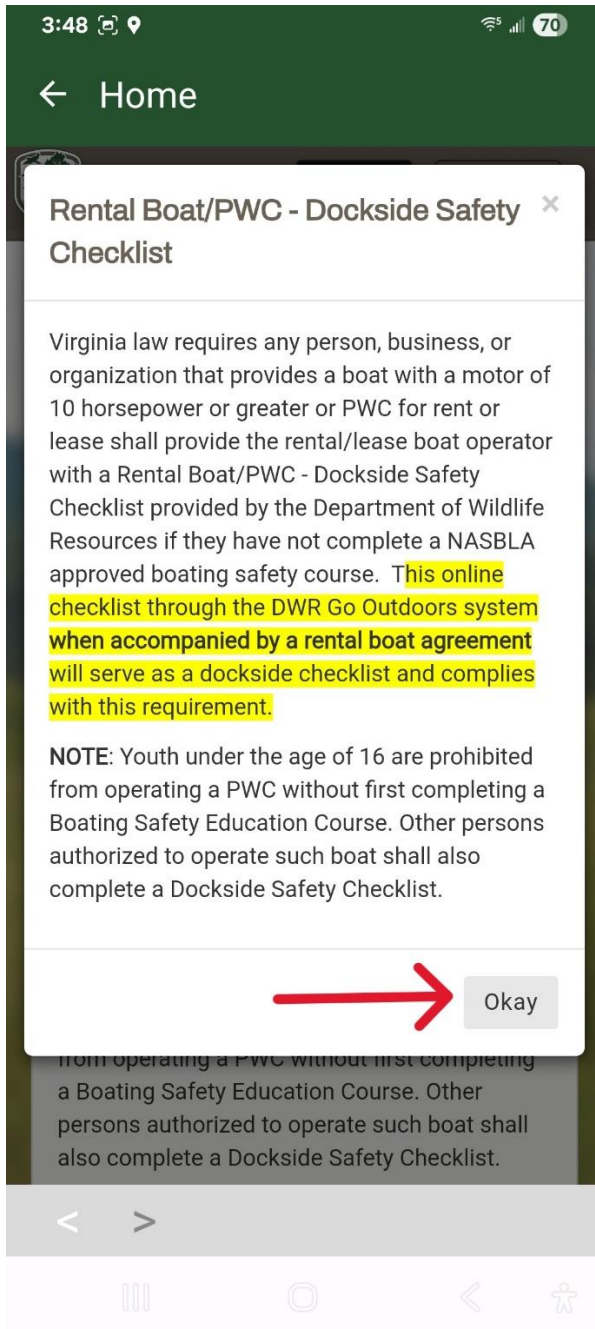 3:48
5
70
← Home
Rental Boat/PWC - Dockside Safety
Checklist
×
Virginia law requires any person, business, or
organization that provides a boat with a motor of
10 horsepower or greater or PWC for rent or
lease shall provide the rental/lease boat operator
with a Rental Boat/PWC - Dockside Safety
Checklist provided by the Department of Wildlife
Resources if they have not complete a NASBLA
approved boating safety course.  This online
checklist through the DWR Go Outdoors system
when accompanied by a rental boat agreement
will serve as a dockside checklist and complies
with this requirement.
NOTE: Youth under the age of 16 are prohibited
from operating a PWC without first completing a
Boating Safety Education Course. Other persons
authorized to operate such boat shall also
complete a Dockside Safety Checklist.
Okay
from operating a PWC without first completing
a Boating Safety Education Course. Other
persons authorized to operate such boat shall
also complete a Dockside Safety Checklist.
< >